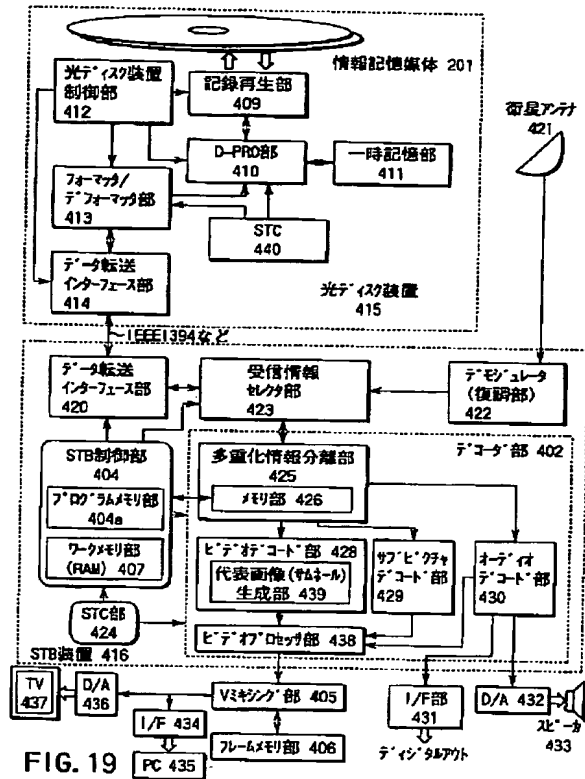 情報記憶媒体 201
光ディスク装置
制御部
412
記録再生部
409
衛星アンテナ
421
D-PRO部
410
一時記憶部
411
フォーマッタ/
デフォーマッタ部
413
STC
440
データ転送
インターフェース部
414
光ディスク装置
415
IEEE1394など
データ転送
インターフェース部
420
受信情報
セレクタ部
423
デモジュレータ
(復調部)
422
STB制御部
404
プログラムメモリ部
404a
ワークメモリ部
(RAM) 407
デコーダ部 402
多重化情報分離部
425
メモリ部 426
ビデオデコード部 428
代表画像(サムネール)
生成部 439
サブピクチャ
デコード部
429
オーディオ
デコード部
430
STC部
424
ビデオプロセッサ部 438
STB装置 416
TV
437
D/A
436
Vミキシング部 405
I/F 434
フレームメモリ部 406
PC 435
I/F部
431
ディジタルアウト
D/A 432
スピーカ
433
FIG. 19